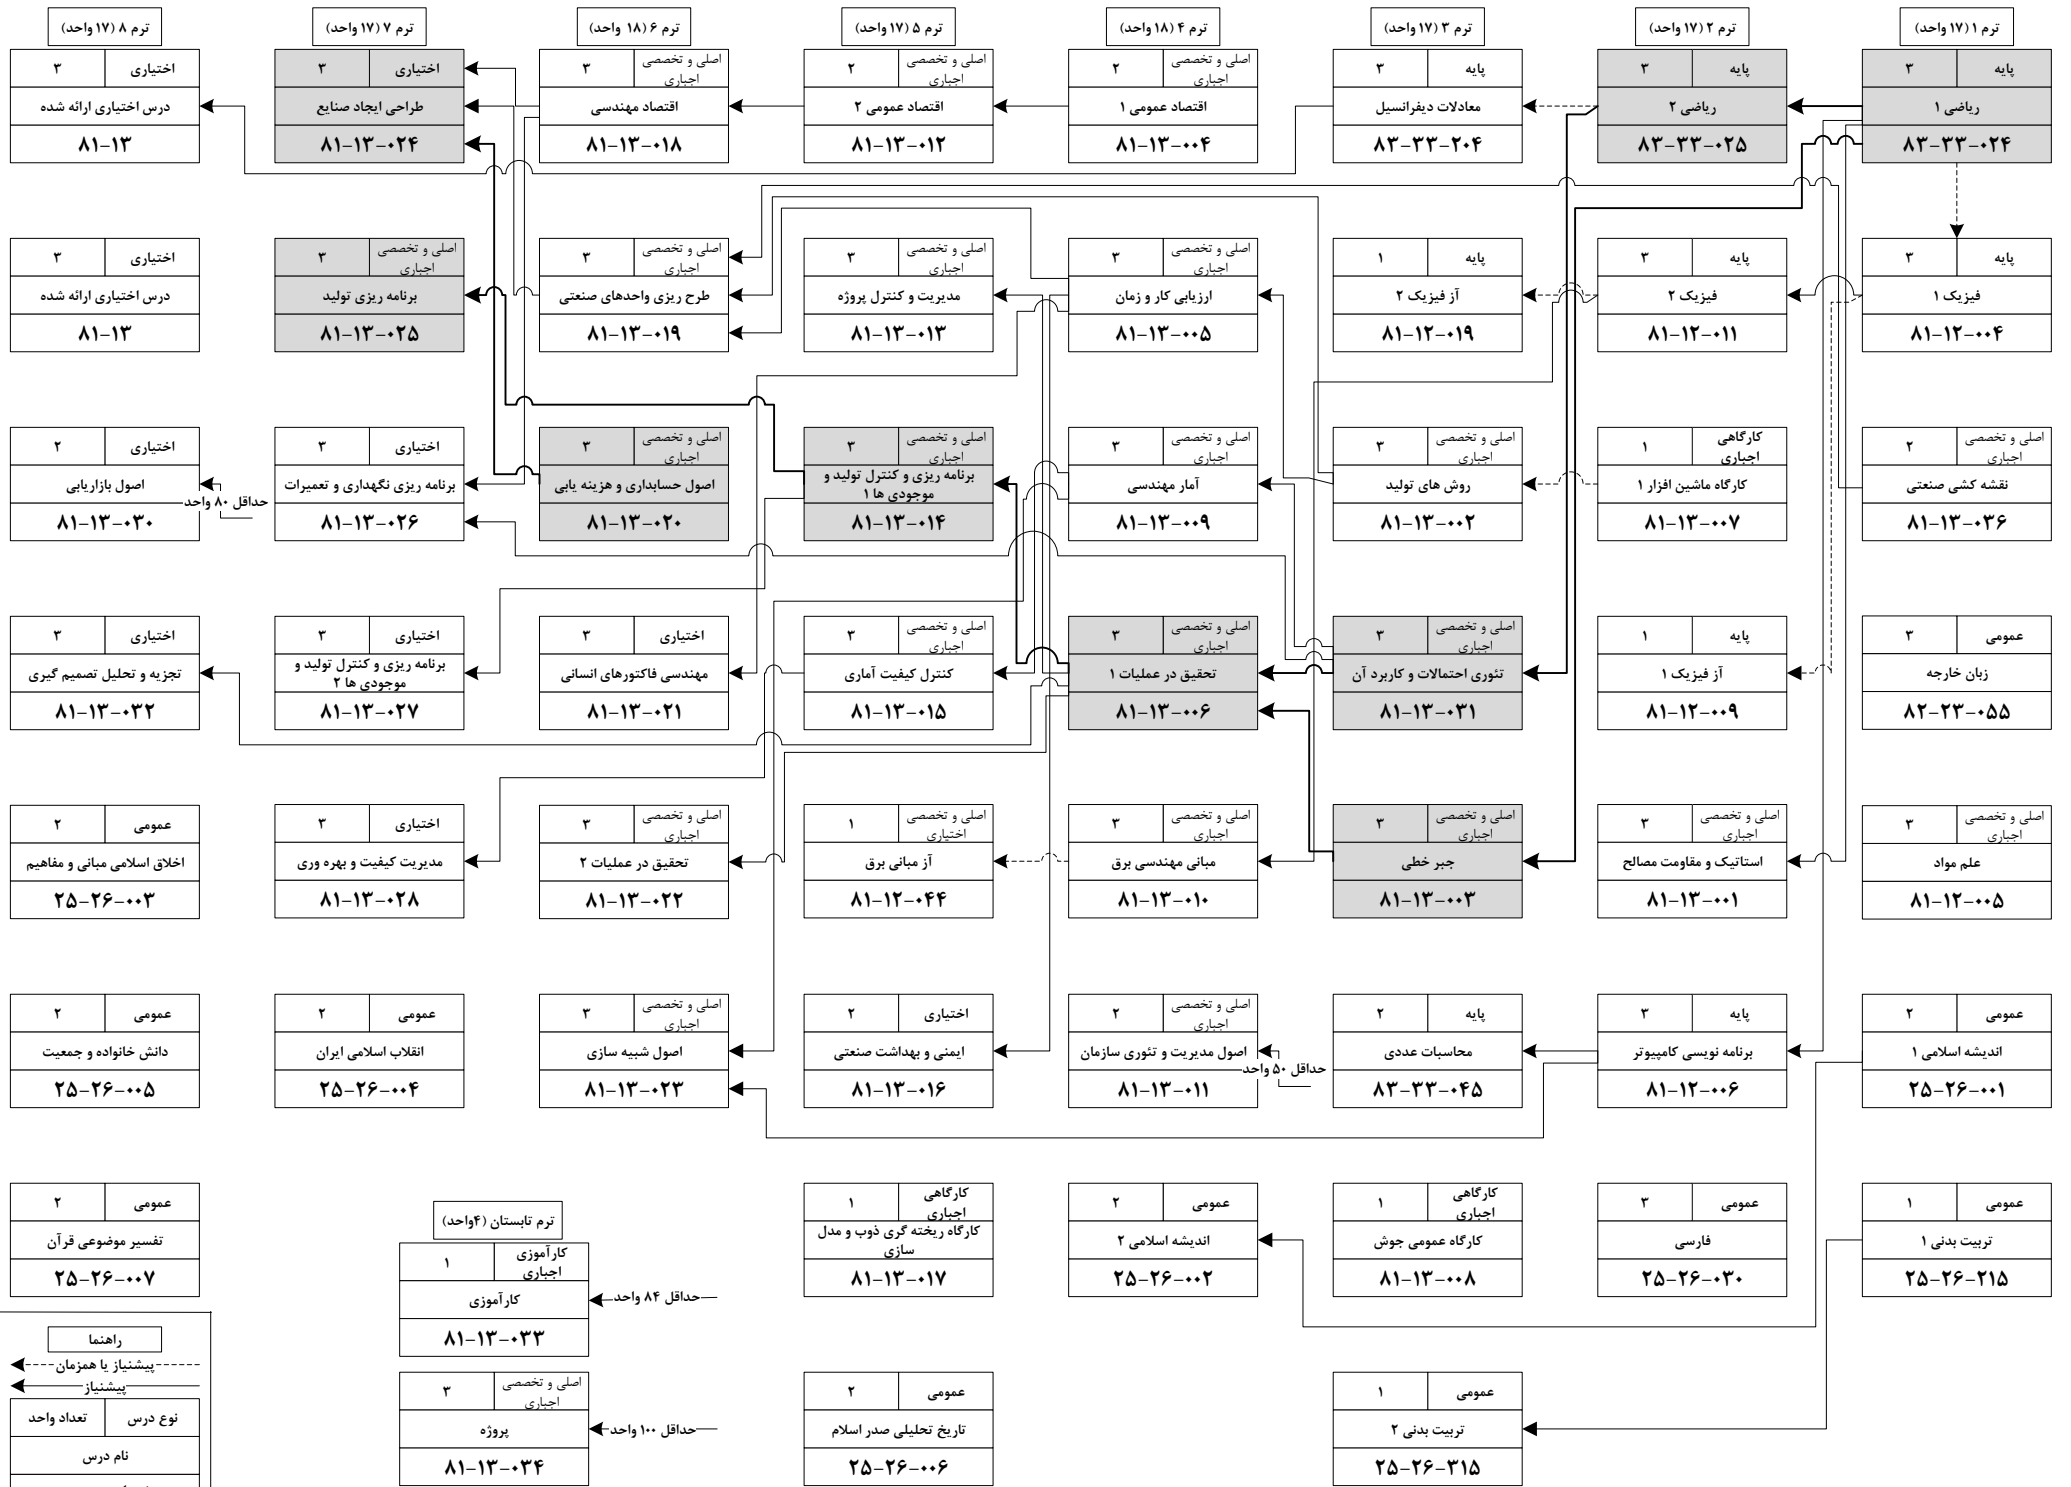 ترم ۱ (۱۷ واحد)
پایه ۳
ریاضی ۱
۸۳-۳۳-۰۲۴
پایه ۳
فیزیک ۱
۸۱-۱۲-۰۰۴
اصلی و تخصصی اجباری ۲
نقشه کشی صنعتی
۸۱-۱۳-۰۳۶
عمومی ۳
زبان خارجه
۸۲-۲۳-۰۵۵
اصلی و تخصصی اجباری ۳
علم مواد
۸۱-۱۲-۰۰۵
عمومی ۲
اندیشه اسلامی ۱
۲۵-۲۶-۰۰۱
عمومی ۱
تربیت بدنی ۱
۲۵-۲۶-۲۱۵
ترم ۲ (۱۷ واحد)
پایه ۳
ریاضی ۲
۸۳-۳۳-۰۲۵
پایه ۳
فیزیک ۲
۸۱-۱۲-۰۱۱
کارگاهی اجباری ۱
کارگاه ماشین افزار ۱
۸۱-۱۳-۰۰۷
پایه ۱
آز فیزیک ۱
۸۱-۱۲-۰۰۹
اصلی و تخصصی اجباری ۳
استاتیک و مقاومت مصالح
۸۱-۱۳-۰۰۱
پایه ۳
برنامه نویسی کامپیوتر
۸۱-۱۲-۰۰۶
عمومی ۳
فارسی
۲۵-۲۶-۰۳۰
ترم ۳ (۱۷ واحد)
پایه ۳
معادلات دیفرانسیل
۸۳-۳۳-۲۰۴
پایه ۱
آز فیزیک ۲
۸۱-۱۲-۰۱۹
اصلی و تخصصی اجباری ۳
روش های تولید
۸۱-۱۳-۰۰۲
اصلی و تخصصی اجباری ۳
تئوری احتمالات و کاربرد آن
۸۱-۱۳-۰۳۱
اصلی و تخصصی اجباری ۳
جبر خطی
۸۱-۱۳-۰۰۳
پایه ۲
محاسبات عددی
۸۳-۳۳-۰۴۵
کارگاهی اجباری ۱
کارگاه عمومی جوش
۸۱-۱۳-۰۰۸
عمومی ۱
تربیت بدنی ۲
۲۵-۲۶-۳۱۵
ترم ۴ (۱۸ واحد)
اصلی و تخصصی اجباری ۲
اقتصاد عمومی ۱
۸۱-۱۳-۰۰۴
اصلی و تخصصی اجباری ۳
ارزیابی کار و زمان
۸۱-۱۳-۰۰۵
اصلی و تخصصی اجباری ۳
آمار مهندسی
۸۱-۱۳-۰۰۹
اصلی و تخصصی اجباری ۳
تحقیق در عملیات ۱
۸۱-۱۳-۰۰۶
اصلی و تخصصی اجباری ۳
مبانی مهندسی برق
۸۱-۱۳-۰۱۰
اصلی و تخصصی اجباری ۲
اصول مدیریت و تئوری سازمان
۸۱-۱۳-۰۱۱
حداقل ۵۰ واحد
عمومی ۲
اندیشه اسلامی ۲
۲۵-۲۶-۰۰۲
ترم ۵ (۱۷ واحد)
اصلی و تخصصی اجباری ۲
اقتصاد عمومی ۲
۸۱-۱۳-۰۱۲
اصلی و تخصصی اجباری ۳
مدیریت و کنترل پروژه
۸۱-۱۳-۰۱۳
اصلی و تخصصی اجباری ۳
برنامه ریزی و کنترل تولید و
موجودی ها ۱
۸۱-۱۳-۰۱۴
اصلی و تخصصی اجباری ۳
کنترل کیفیت آماری
۸۱-۱۳-۰۱۵
اصلی و تخصصی اختیاری ۱
آز مبانی برق
۸۱-۱۲-۰۴۴
اختیاری ۲
ایمنی و بهداشت صنعتی
۸۱-۱۳-۰۱۶
کارگاهی اجباری ۱
کارگاه ریخته گری ذوب و مدل
سازی
۸۱-۱۳-۰۱۷
عمومی ۲
تاریخ تحلیلی صدر اسلام
۲۵-۲۶-۰۰۶
ترم ۶ (۱۸ واحد)
اصلی و تخصصی اجباری ۳
اقتصاد مهندسی
۸۱-۱۳-۰۱۸
اصلی و تخصصی اجباری ۳
طرح ریزی واحدهای صنعتی
۸۱-۱۳-۰۱۹
اصلی و تخصصی اجباری ۳
اصول حسابداری و هزینه یابی
۸۱-۱۳-۰۲۰
اختیاری ۳
مهندسی فاکتورهای انسانی
۸۱-۱۳-۰۲۱
اصلی و تخصصی اجباری ۳
تحقیق در عملیات ۲
۸۱-۱۳-۰۲۲
اصلی و تخصصی اجباری ۳
اصول شبیه سازی
۸۱-۱۳-۰۲۳
ترم تابستان (۴واحد)
کارآموزی اجباری ۱
کارآموزی
۸۱-۱۳-۰۳۳
حداقل ۸۴ واحد
اصلی و تخصصی اجباری ۳
پروژه
۸۱-۱۳-۰۳۴
حداقل ۱۰۰ واحد
ترم ۷ (۱۷ واحد)
اختیاری ۳
طراحی ایجاد صنایع
۸۱-۱۳-۰۲۴
اصلی و تخصصی اجباری ۳
برنامه ریزی تولید
۸۱-۱۳-۰۲۵
اختیاری ۳
برنامه ریزی نگهداری و تعمیرات
۸۱-۱۳-۰۲۶
اختیاری ۳
برنامه ریزی و کنترل تولید و
موجودی ها ۲
۸۱-۱۳-۰۲۷
اختیاری ۳
مدیریت کیفیت و بهره وری
۸۱-۱۳-۰۲۸
عمومی ۲
انقلاب اسلامی ایران
۲۵-۲۶-۰۰۴
ترم ۸ (۱۷ واحد)
اختیاری ۳
درس اختیاری ارائه شده
۸۱-۱۳
اختیاری ۳
درس اختیاری ارائه شده
۸۱-۱۳
اختیاری ۲
اصول بازاریابی
۸۱-۱۳-۰۳۰
حداقل ۸۰ واحد
اختیاری ۳
تجزیه و تحلیل تصمیم گیری
۸۱-۱۳-۰۳۲
عمومی ۲
اخلاق اسلامی مبانی و مفاهیم
۲۵-۲۶-۰۰۳
عمومی ۲
دانش خانواده و جمعیت
۲۵-۲۶-۰۰۵
عمومی ۲
تفسیر موضوعی قرآن
۲۵-۲۶-۰۰۷
راهنما
پیشنیاز یا همزمان
پیشنیاز
نوع درس تعداد واحد
نام درس